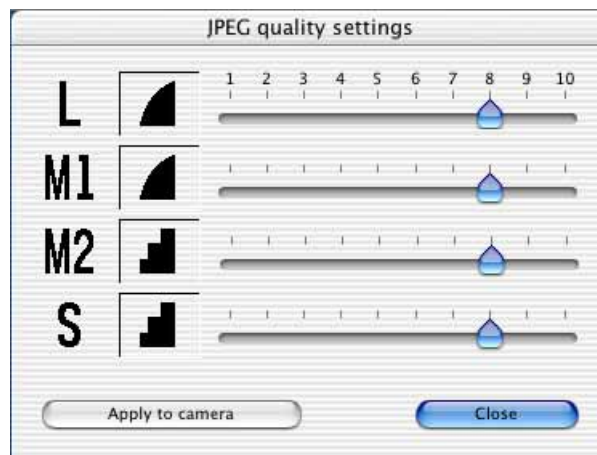 JPEG quality settings
1 2 3 4 5 6 7 8 9 10
L
M1
M2
S
Apply to camera Close